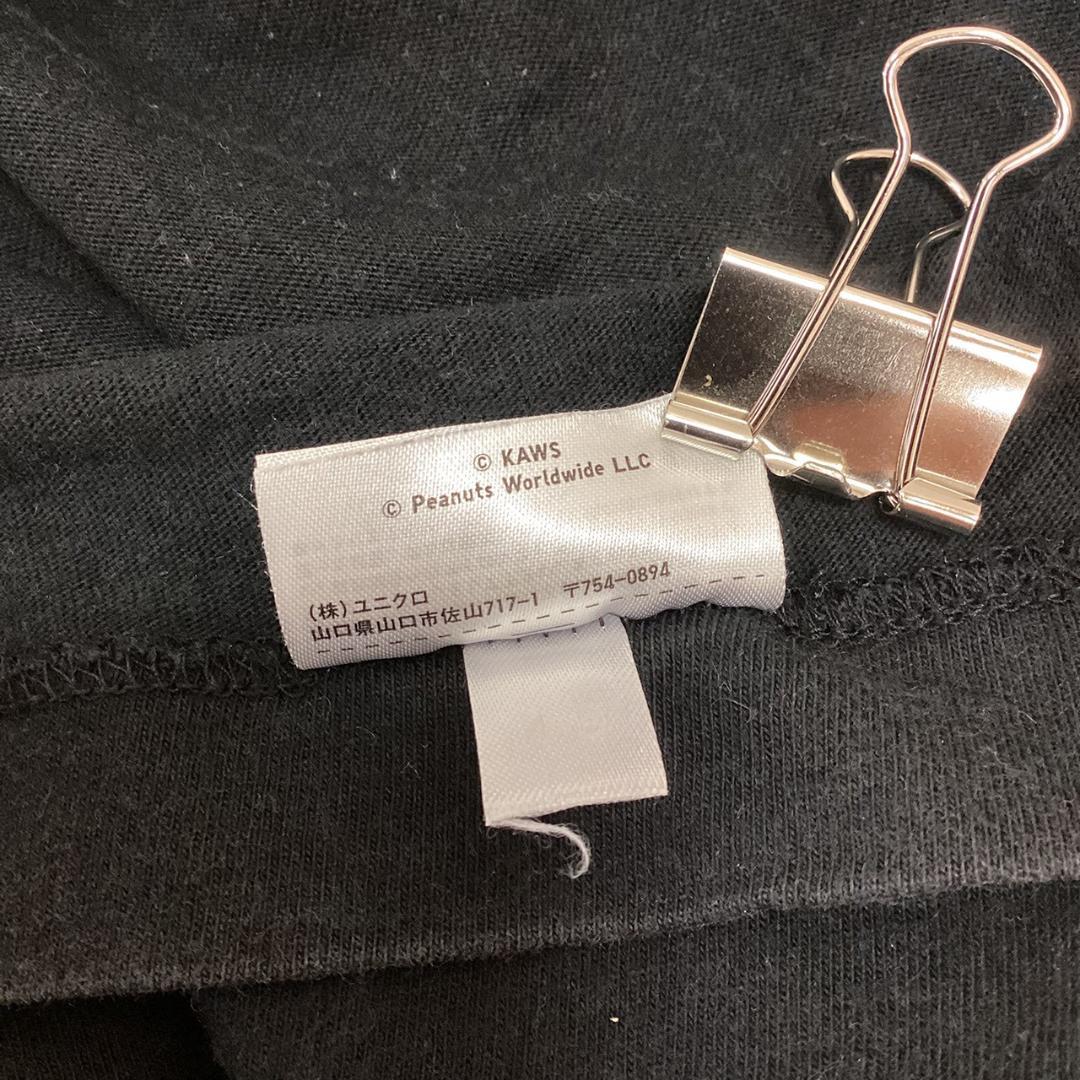 © KAWS
© Peanuts Worldwide LLC
(株)ユニクロ
山口県山口市佐山717-1 〒754-0894